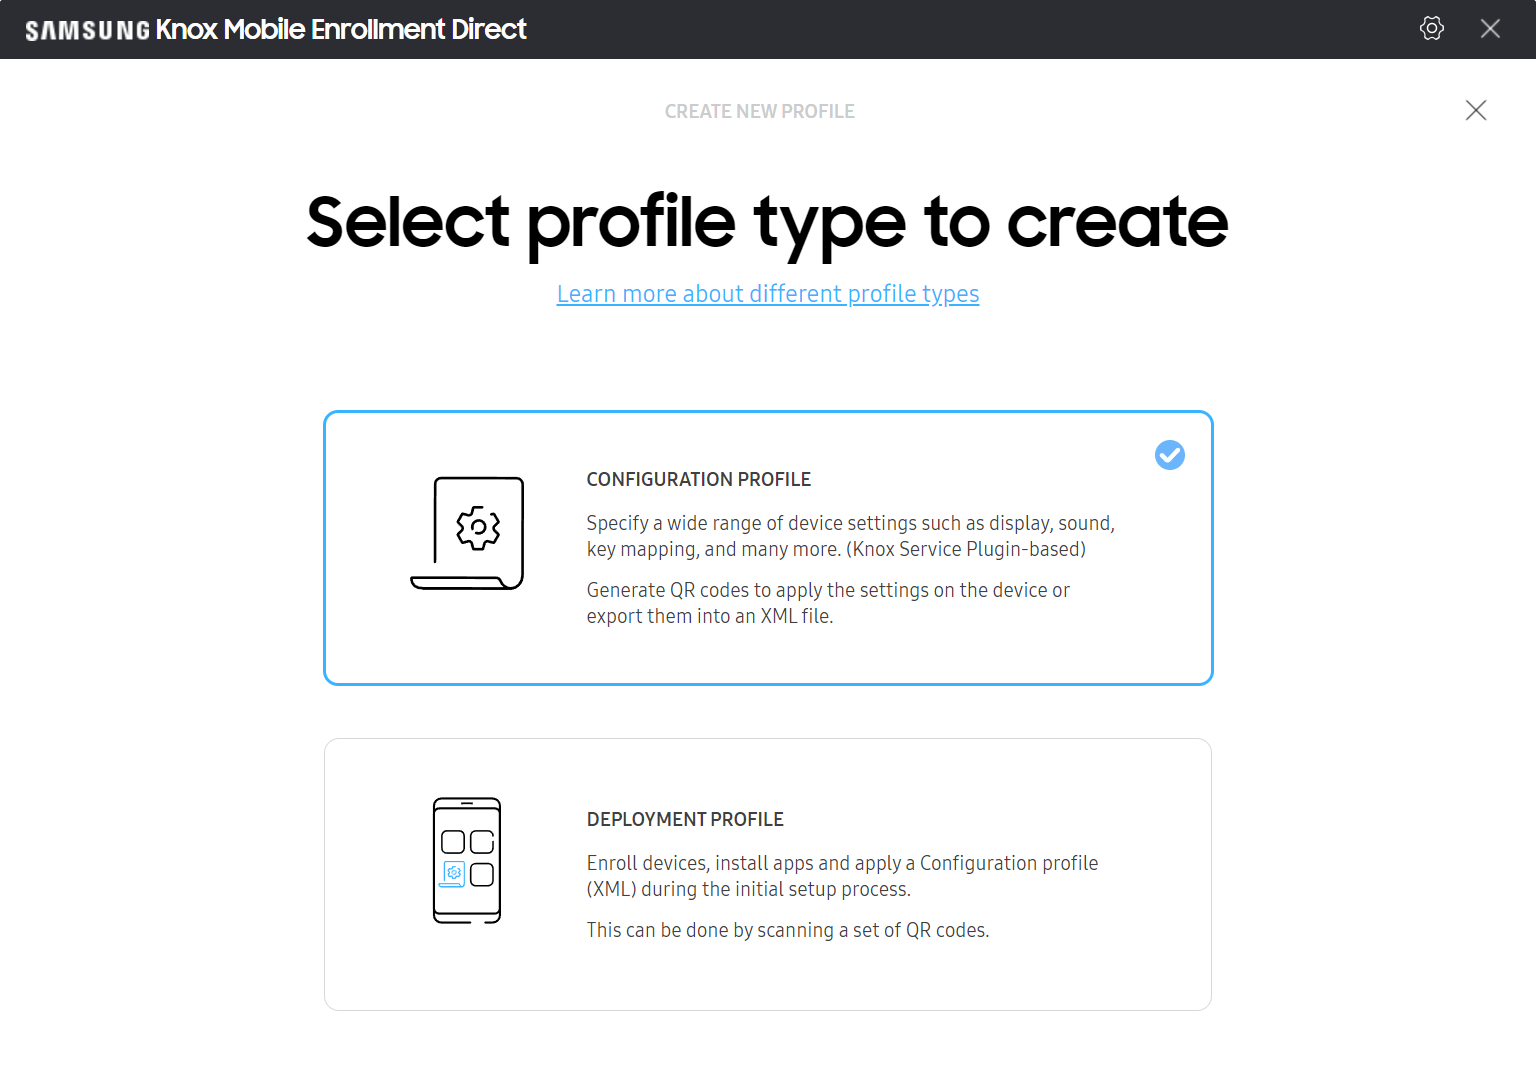 SAMSUNG Knox Mobile Enrollment Direct
CREATE NEW PROFILE
Select profile type to create
Learn more about different profile types
CONFIGURATION PROFILE
Specify a wide range of device settings such as display, sound,
key mapping, and many more. (Knox Service Plugin-based)
Generate QR codes to apply the settings on the device or
export them into an XML file.
DEPLOYMENT PROFILE
Enroll devices, install apps and apply a Configuration profile
(XML) during the initial setup process.
This can be done by scanning a set of QR codes.